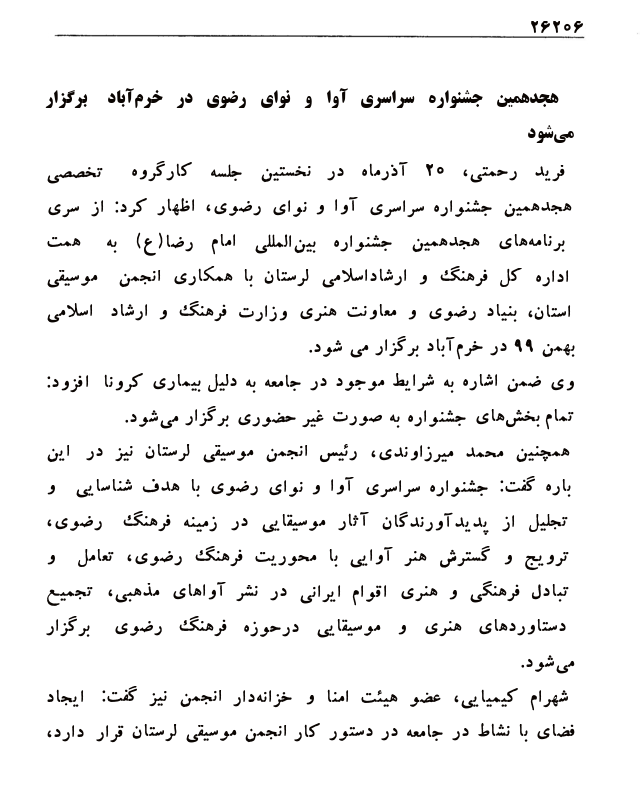 ۲۶۲۰۶
هجدهمین جشنواره سراسری آوا و نوای رضوی در خرم‌آباد برگزار
می‌شود
فرید رحمتی، ۲۰ آذرماه در نخستین جلسه کارگروه تخصصی
هجدهمین جشنواره سراسری آوا و نوای رضوی، اظهار کرد: از سری
برنامه‌های هجدهمین جشنواره بین‌المللی امام رضا(ع) به همت
اداره کل فرهنگ و ارشاداسلامی لرستان با همکاری انجمن موسیقی
استان، بنیاد رضوی و معاونت هنری وزارت فرهنگ و ارشاد اسلامی
بهمن ۹۹ در خرم‌آباد برگزار می شود.
وی ضمن اشاره به شرایط موجود در جامعه به دلیل بیماری کرونا افزود:
تمام بخش‌های جشنواره به صورت غیر حضوری برگزار می‌شود.
همچنین محمد میرزاوندی، رئیس انجمن موسیقی لرستان نیز در این
باره گفت: جشنواره سراسری آوا و نوای رضوی با هدف شناسایی و
تجلیل از پدیدآورندگان آثار موسیقایی در زمینه فرهنگ رضوی،
ترویج و گسترش هنر آوایی با محوریت فرهنگ رضوی، تعامل و
تبادل فرهنگی و هنری اقوام ایرانی در نشر آواهای مذهبی، تجمیع
دستاوردهای هنری و موسیقایی درحوزه فرهنگ رضوی برگزار
می‌شود.
شهرام کیمیایی، عضو هیئت امنا و خزانه‌دار انجمن نیز گفت: ایجاد
فضای با نشاط در جامعه در دستور کار انجمن موسیقی لرستان قرار دارد،